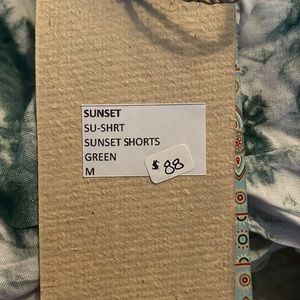 SUNSET
SU-SHRT
SUNSET SHORTS
GREEN
M
$88